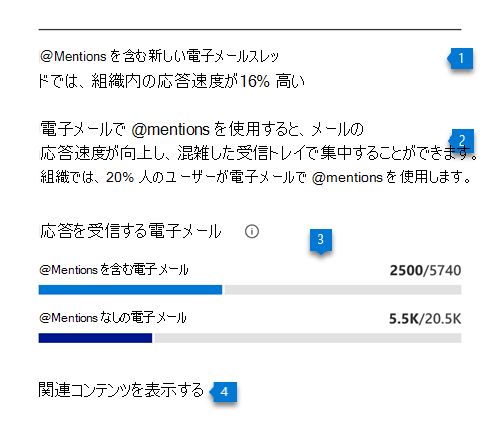 @Mentions を含む新しい電子メールスレッ
1
ドでは、組織内の応答速度が16% 高い
電子メールで @mentions を使用すると、メールの
2
応答速度が向上し、混雑した受信トレイで集中することができます。
組織では、20% 人のユーザーが電子メールで @mentions を使用します。
応答を受信する電子メール
3
@Mentions を含む電子メール 2500/5740
@Mentions なしの電子メール 5.5K/20.5K
関連コンテンツを表示する 4